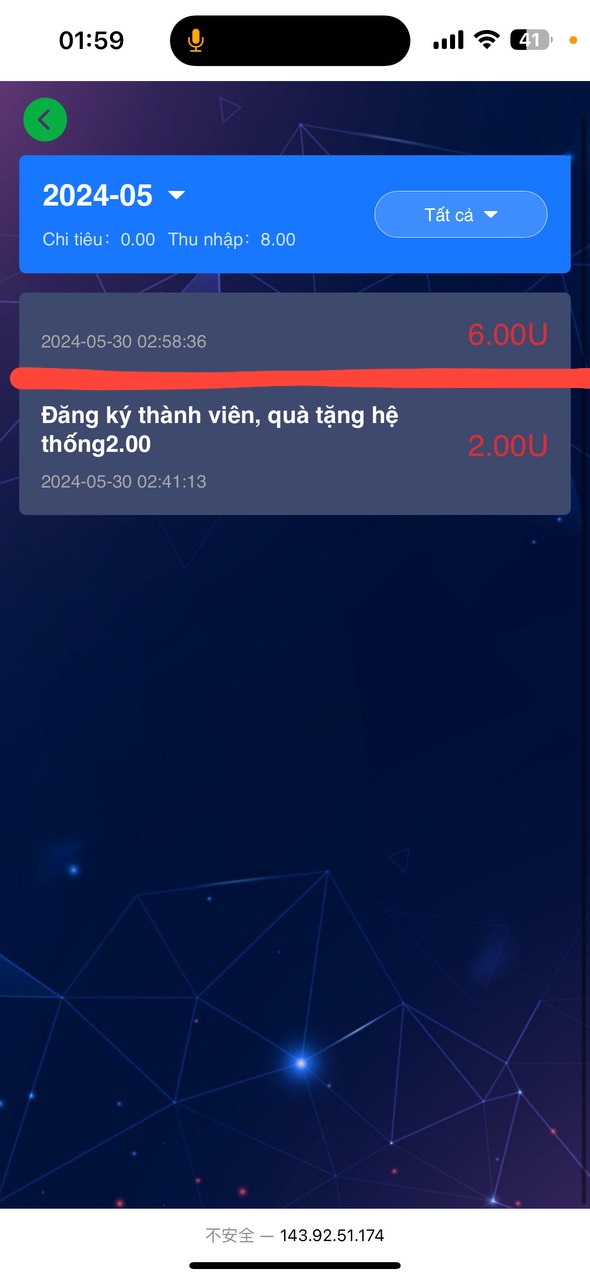 01:59
41
2024-05
Chi tiêu：0.00 Thu nhập：8.00
Tất cả
6.00U
2024-05-30 02:58:36
Đăng ký thành viên, quà tặng hệ
thống2.00
2.00U
2024-05-30 02:41:13
不安全 — 143.92.51.174